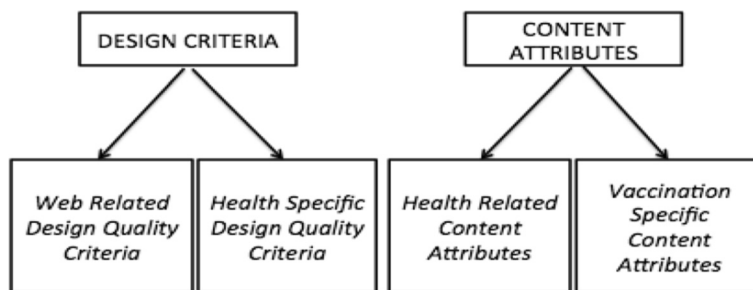 DESIGN CRITERIA
CONTENT
ATTRIBUTES
Web Related
Design Quality
Criteria
Health Specific
Design Quality
Criteria
Health Related
Content
Attributes
Vaccination
Specific
Content
Attributes